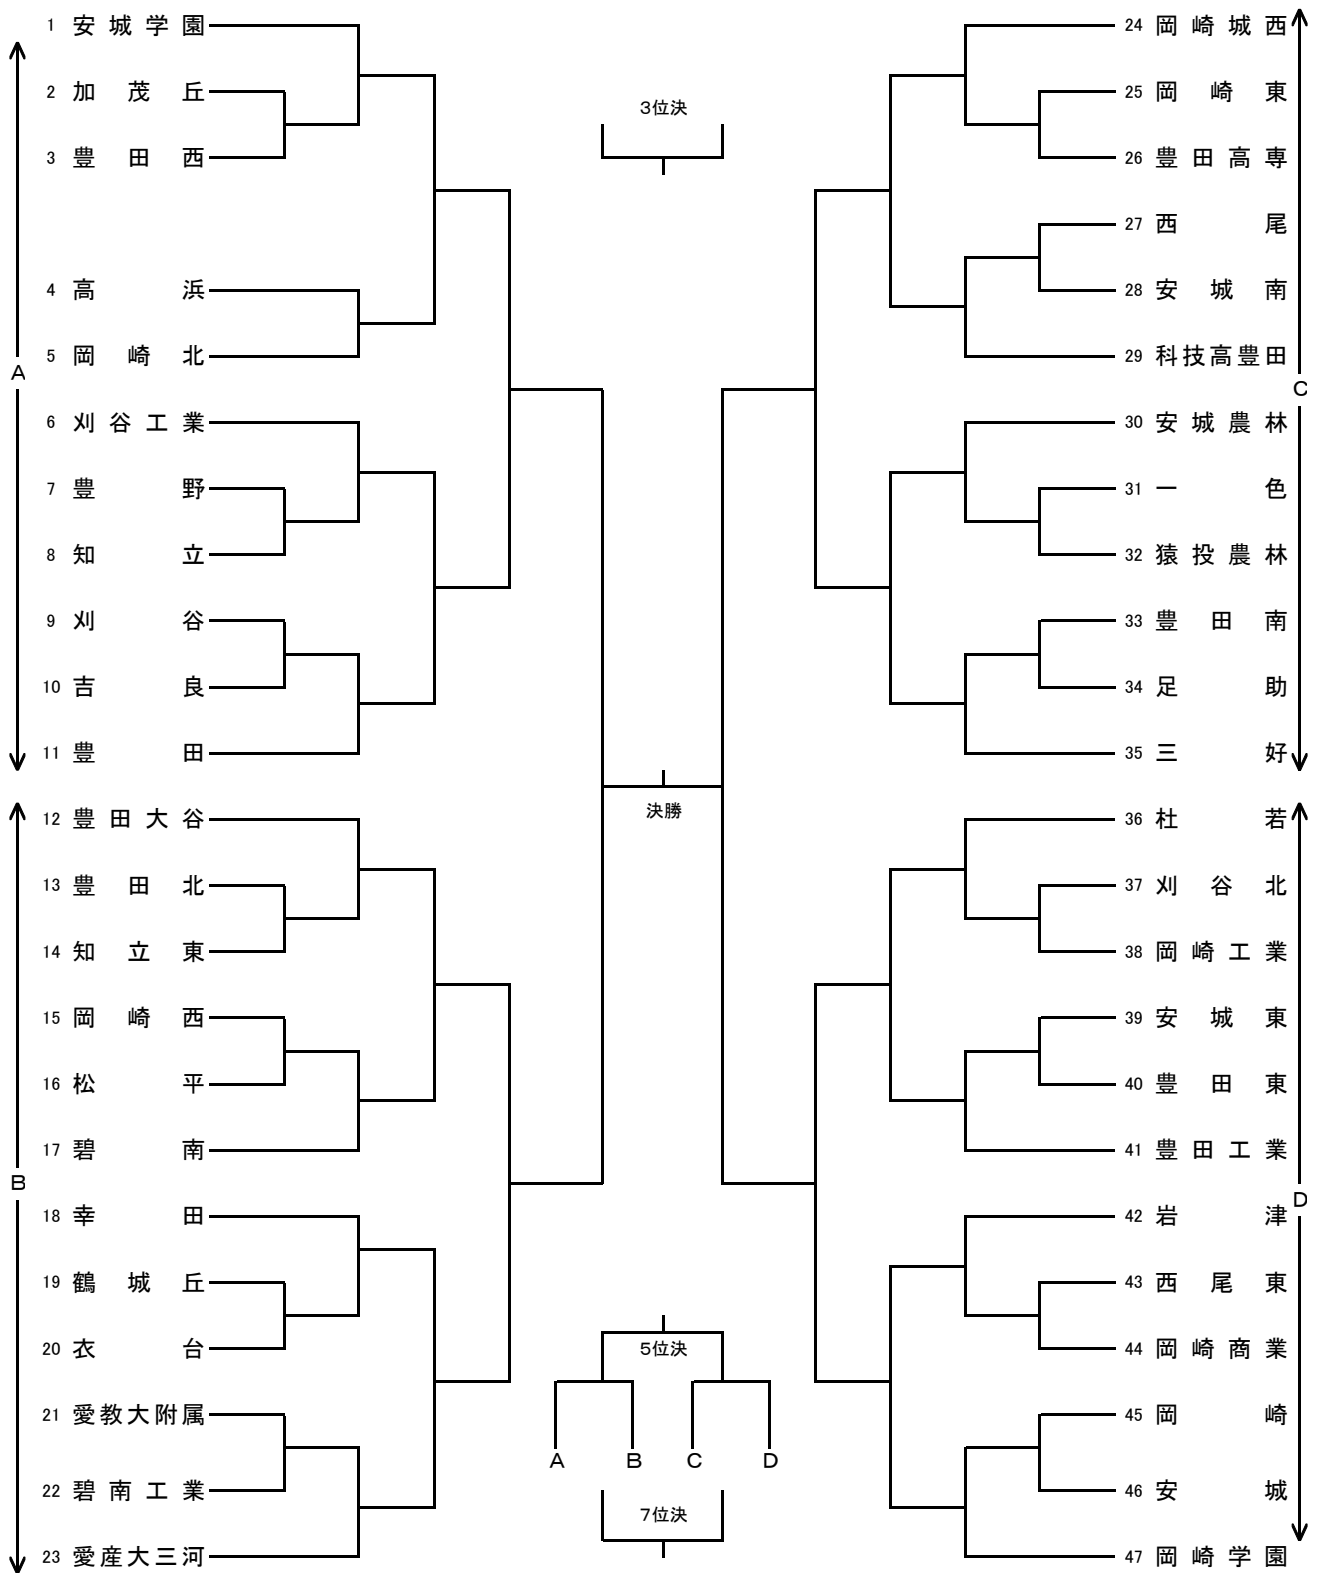 A
1 安城学園
2 加茂丘
3 豊田西
4 高浜
5 岡崎北
6 刈谷工業
7 豊野
8 知立
9 刈谷
10 吉良
11 豊田
B
12 豊田大谷
13 豊田北
14 知立東
15 岡崎西
16 松平
17 碧南
18 幸田
19 鶴城丘
20 衣台
21 愛教大附属
22 碧南工業
23 愛産大三河
3位決
決勝
5位決
A B C D
7位決
C
24 岡崎城西
25 岡崎東
26 豊田高専
27 西尾
28 安城南
29 科技高豊田
30 安城農林
31 一色
32 猿投農林
33 豊田南
34 足助
35 三好
D
36 杜若
37 刈谷北
38 岡崎工業
39 安城東
40 豊田東
41 豊田工業
42 岩津
43 西尾東
44 岡崎商業
45 岡崎
46 安城
47 岡崎学園